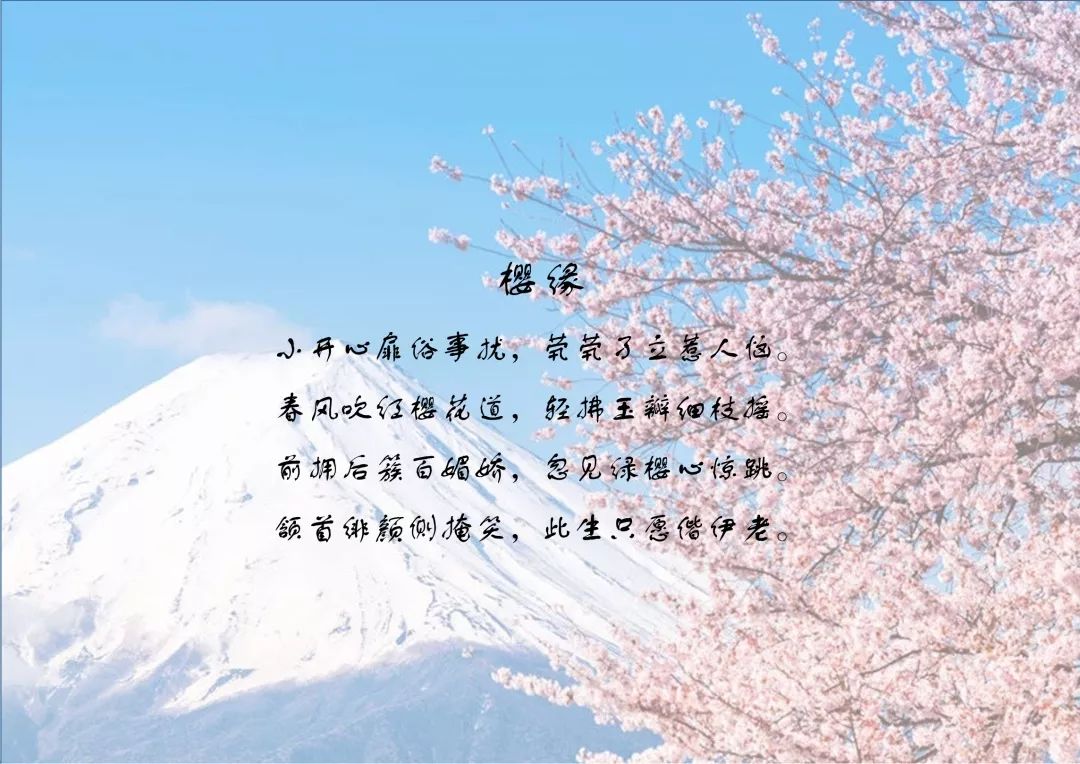 樱缘
小开心扉俗事扰，茕茕孑立惹人恼。
春风吹红樱花道，轻拂玉瓣细枝摇。
前拥后簇百媚娇，忽见绿樱心惊跳。
颔首绯颜侧掩笑，此生只愿偕伊老。